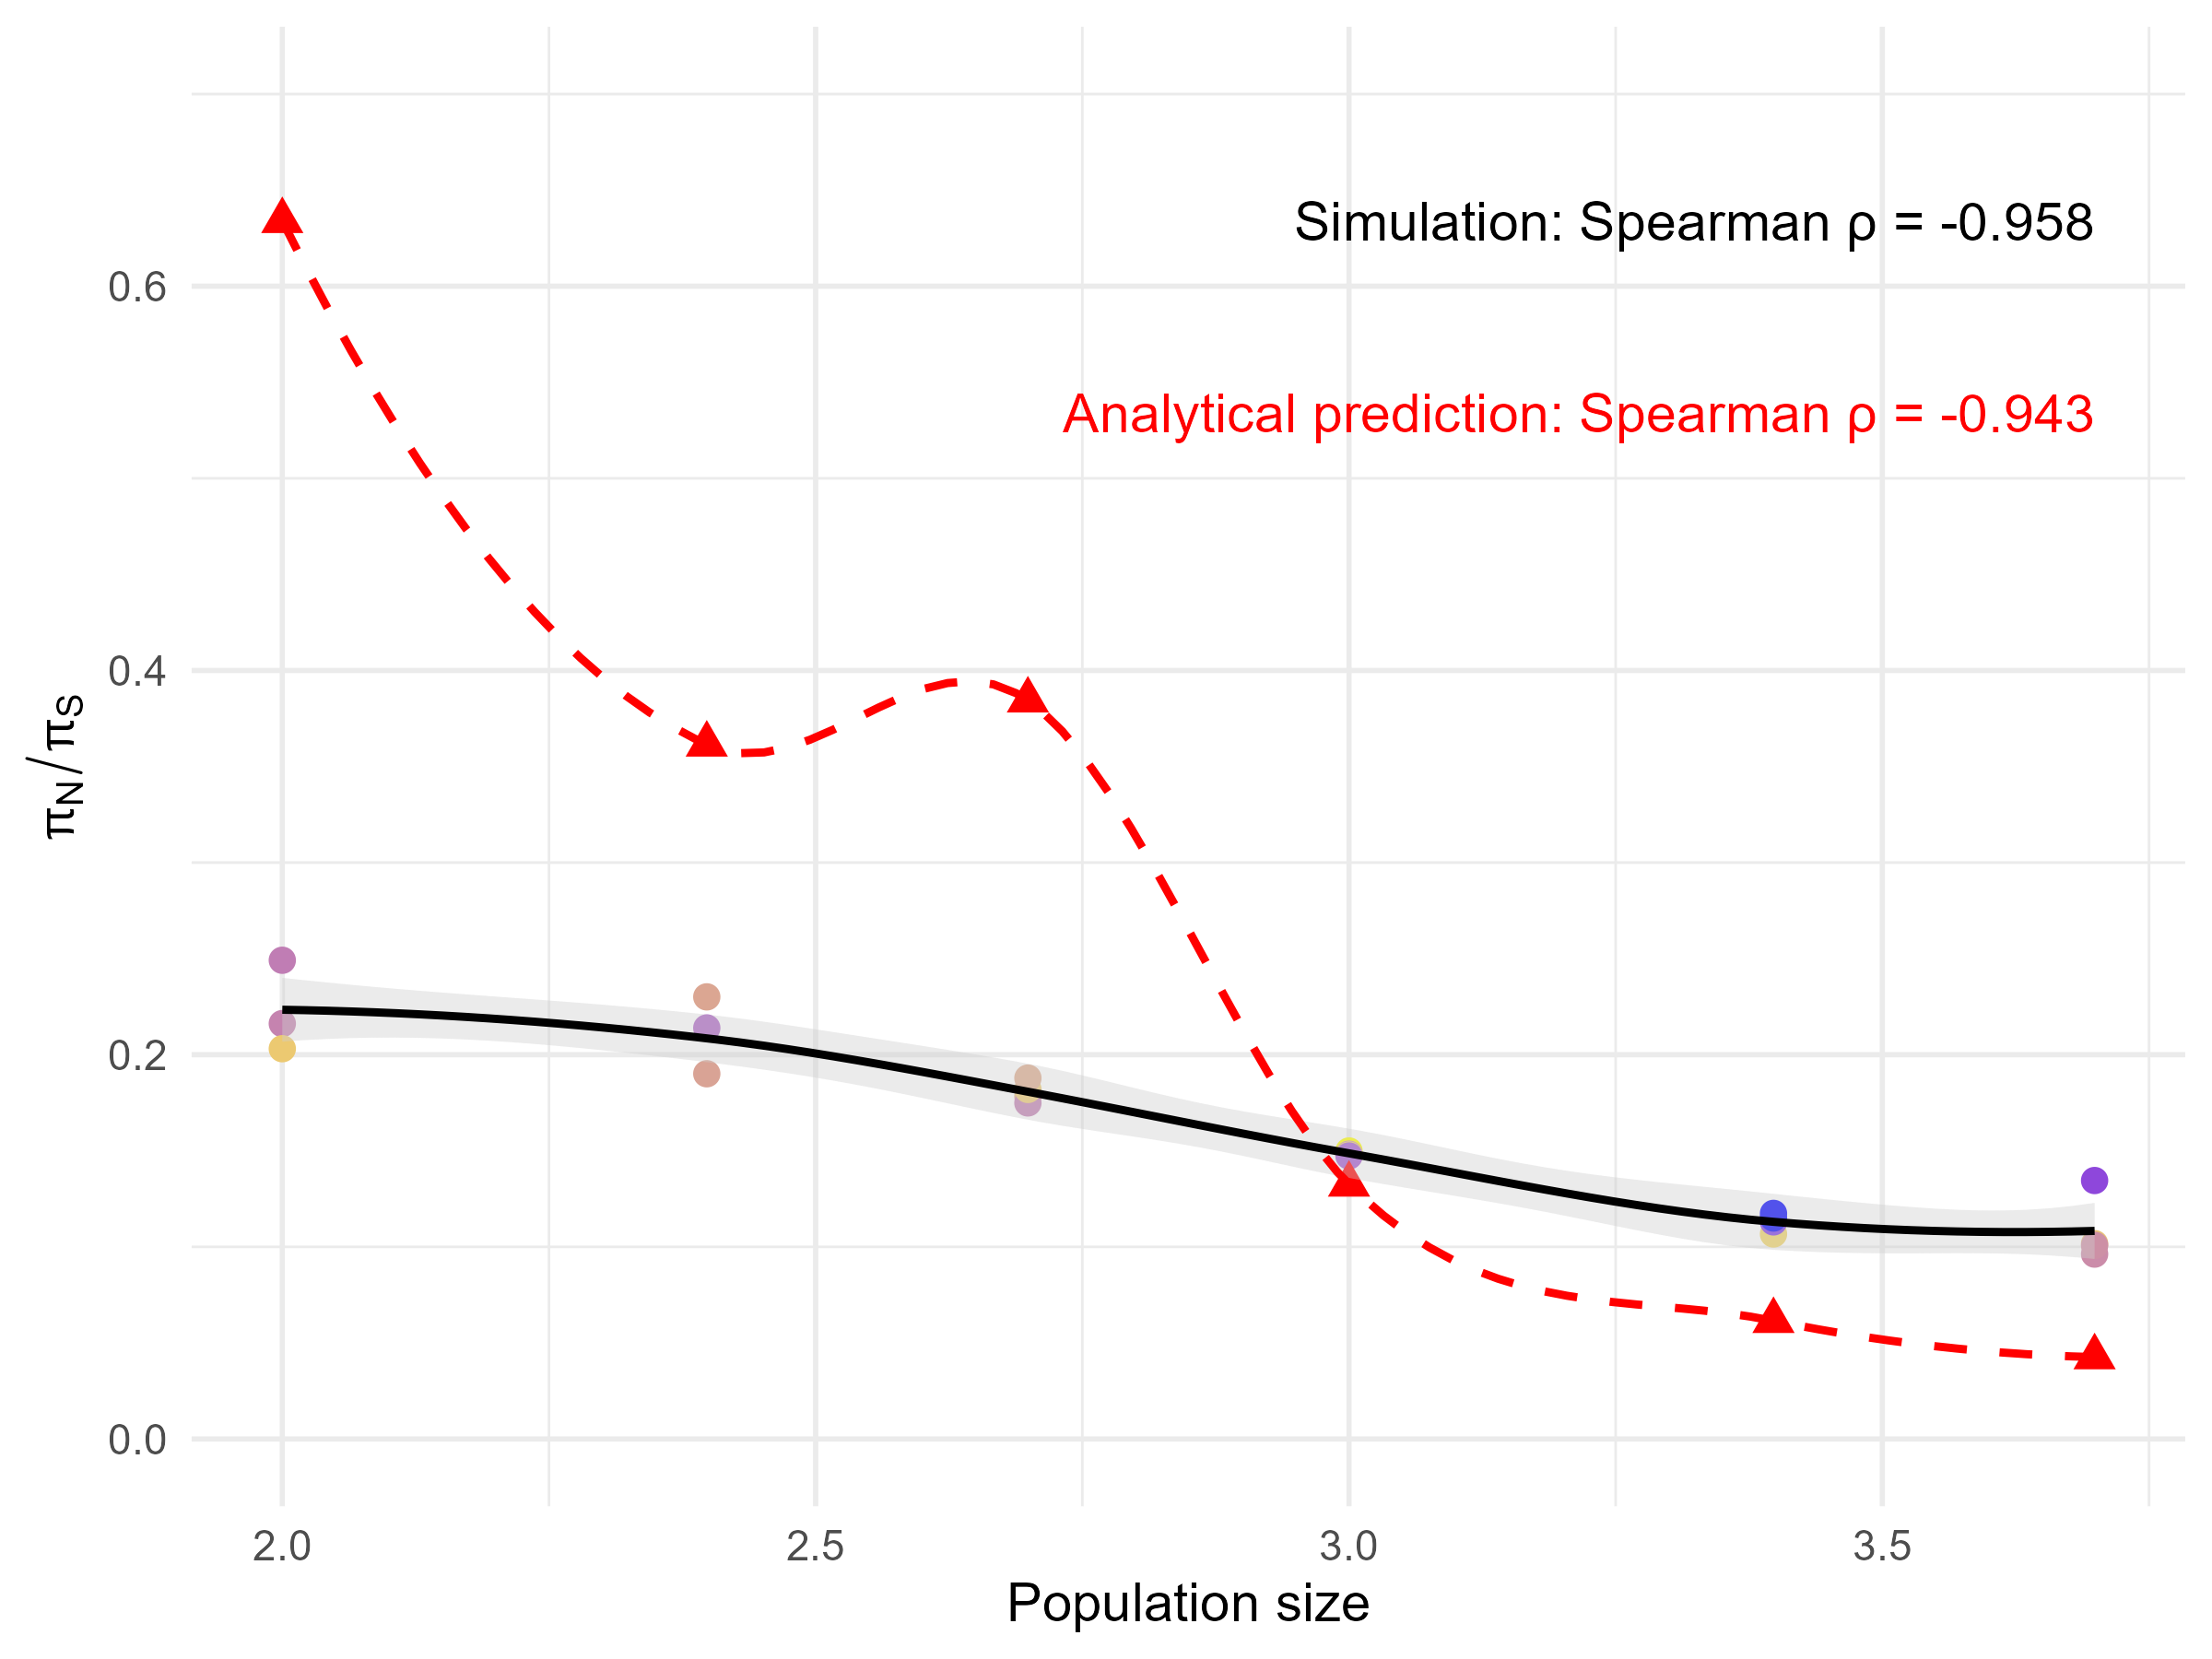 Simulation: Spearman ρ = -0.958
Analytical prediction: Spearman ρ = -0.943
πN/πS
0.6
0.4
0.2
0.0
2.0 2.5 3.0 3.5
Population size